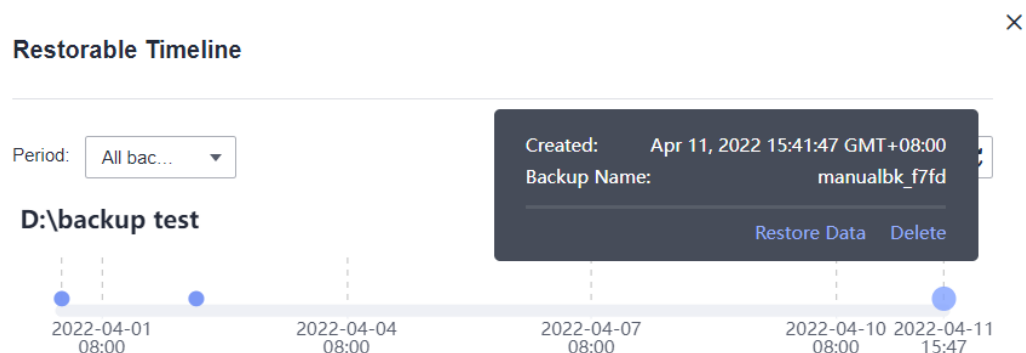 Restorable Timeline
Period: All bac...
Created: Apr 11, 2022 15:41:47 GMT+08:00
Backup Name: manualbk_f7fd
Restore Data Delete
D:\backup test
2022-04-01 2022-04-04 2022-04-07 2022-04-10 2022-04-11
08:00 08:00 08:00 08:00 15:47